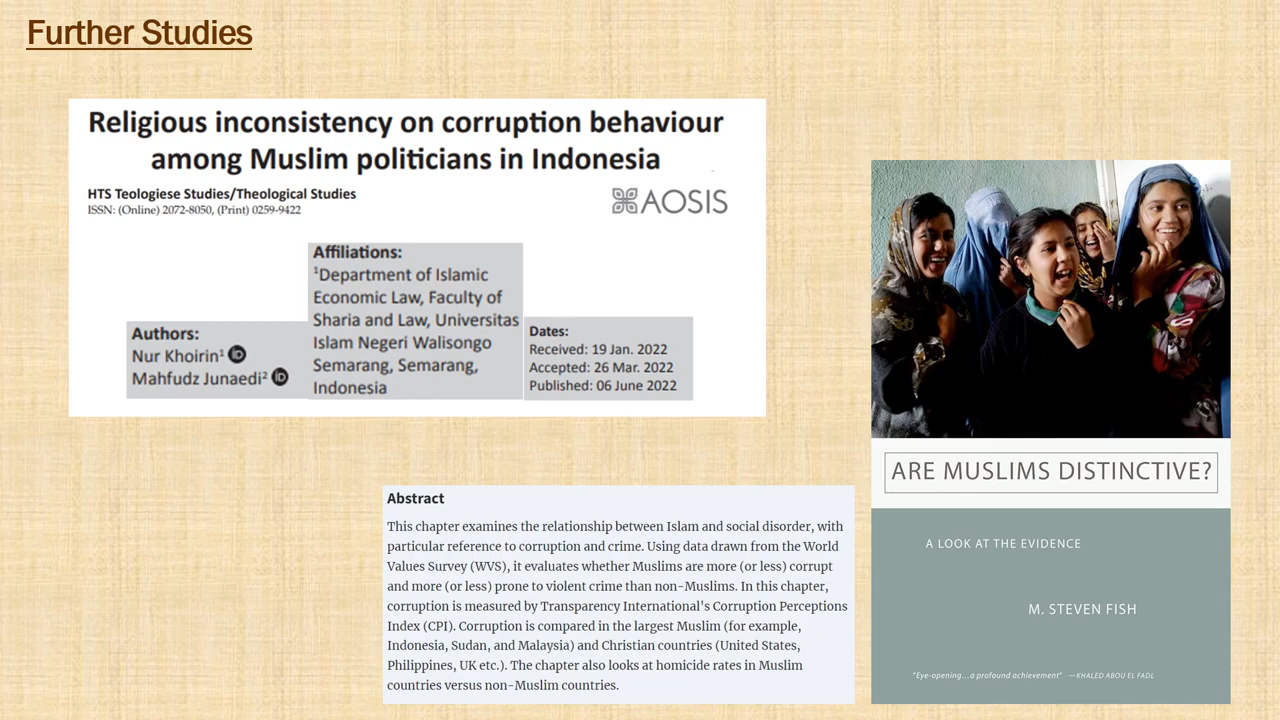 Further Studies
Religious inconsistency on corruption behaviour
among Muslim politicians in Indonesia
HTS Teologiese Studies/Theological Studies
ISSN: (Online) 2072-8050, (Print) 0259-9422
AOSIS
Authors:
Nur Khoirin¹ iD
Mahfudz Junaedi² iD
Affiliations:
¹Department of Islamic
Economic Law, Faculty of
Sharia and Law, Universitas
Islam Negeri Walisongo
Semarang, Semarang,
Indonesia
Dates:
Received: 19 Jan. 2022
Accepted: 26 Mar. 2022
Published: 06 June 2022
Abstract
This chapter examines the relationship between Islam and social disorder, with
particular reference to corruption and crime. Using data drawn from the World
Values Survey (WVS), it evaluates whether Muslims are more (or less) corrupt
and more (or less) prone to violent crime than non-Muslims. In this chapter,
corruption is measured by Transparency International's Corruption Perceptions
Index (CPI). Corruption is compared in the largest Muslim (for example,
Indonesia, Sudan, and Malaysia) and Christian countries (United States,
Philippines, UK etc.). The chapter also looks at homicide rates in Muslim
countries versus non-Muslim countries.
ARE MUSLIMS DISTINCTIVE?
A LOOK AT THE EVIDENCE
M. STEVEN FISH
"Eye-opening...a profound achievement" —KHALED ABOU EL FADL